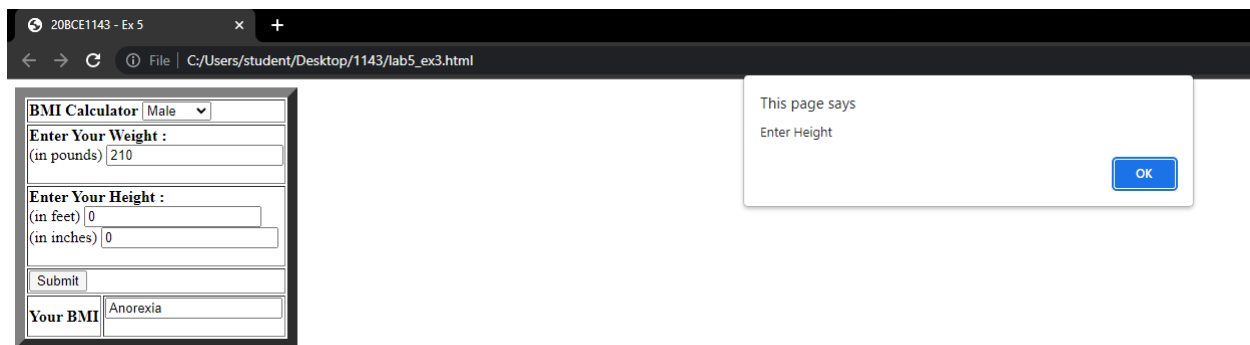 20BCE1143 - Ex 5
File | C:/Users/student/Desktop/1143/lab5_ex3.html
This page says
Enter Height
OK
BMI Calculator Male
Enter Your Weight :
(in pounds) 210
Enter Your Height :
(in feet) 0
(in inches) 0
Submit
Your BMI Anorexia